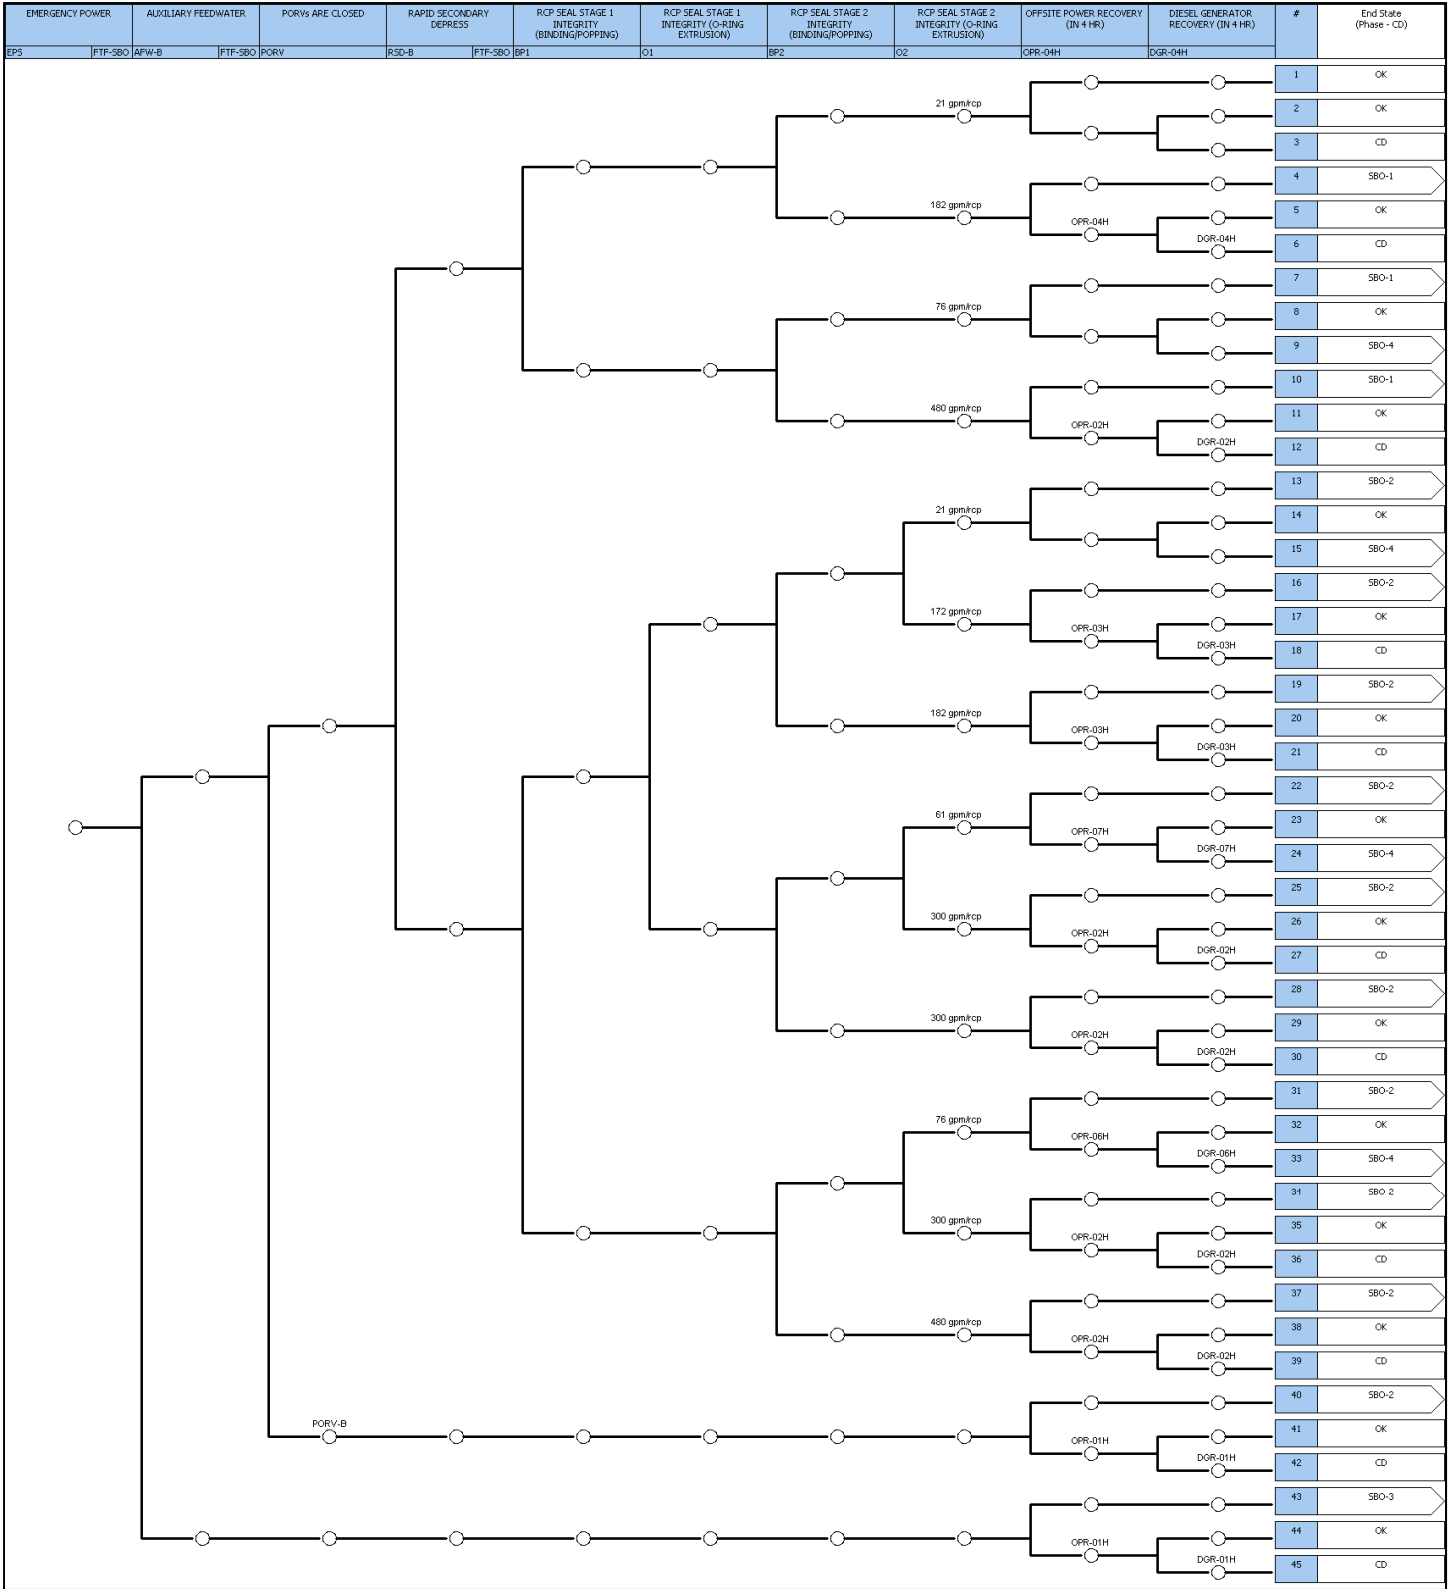 EMERGENCY POWER
AUXILIARY FEEDWATER
PORVs ARE CLOSED
RAPID SECONDARY
DEPRESS
RCP SEAL STAGE 1
INTEGRITY
(BINDING/POPPING)
RCP SEAL STAGE 1
INTEGRITY (O-RING
EXTRUSION)
RCP SEAL STAGE 2
INTEGRITY
(BINDING/POPPING)
RCP SEAL STAGE 2
INTEGRITY (O-RING
EXTRUSION)
OFFSITE POWER RECOVERY
(IN 4 HR)
DIESEL GENERATOR
RECOVERY (IN 4 HR)
#
End State
(Phase - CD)
EPS FTF-SBO AFW-B FTF-SBO PORV RSD-B FTF-SBO BP1 O1 BP2 O2 OPR-04H DGR-04H
1 OK
21 gpm/rcp
2 OK
3 CD
4 SBO-1
182 gpm/rcp
5 OK
OPR-04H
DGR-04H
6 CD
7 SBO-1
76 gpm/rcp
8 OK
9 SBO-4
10 SBO-1
480 gpm/rcp
11 OK
OPR-02H
DGR-02H
12 CD
13 SBO-2
21 gpm/rcp
14 OK
15 SBO-4
16 SBO-2
172 gpm/rcp
17 OK
OPR-03H
DGR-03H
18 CD
19 SBO-2
182 gpm/rcp
20 OK
OPR-03H
DGR-03H
21 CD
22 SBO-2
61 gpm/rcp
23 OK
OPR-07H
DGR-07H
24 SBO-4
25 SBO-2
300 gpm/rcp
26 OK
OPR-02H
DGR-02H
27 CD
28 SBO-2
300 gpm/rcp
29 OK
OPR-02H
DGR-02H
30 CD
31 SBO-2
76 gpm/rcp
32 OK
OPR-06H
DGR-06H
33 SBO-4
34 SBO 2
300 gpm/rcp
35 OK
OPR-02H
DGR-02H
36 CD
37 SBO-2
480 gpm/rcp
38 OK
OPR-02H
DGR-02H
39 CD
40 SBO-2
PORV-B
41 OK
OPR-01H
DGR-01H
42 CD
43 SBO-3
44 OK
OPR-01H
DGR-01H
45 CD